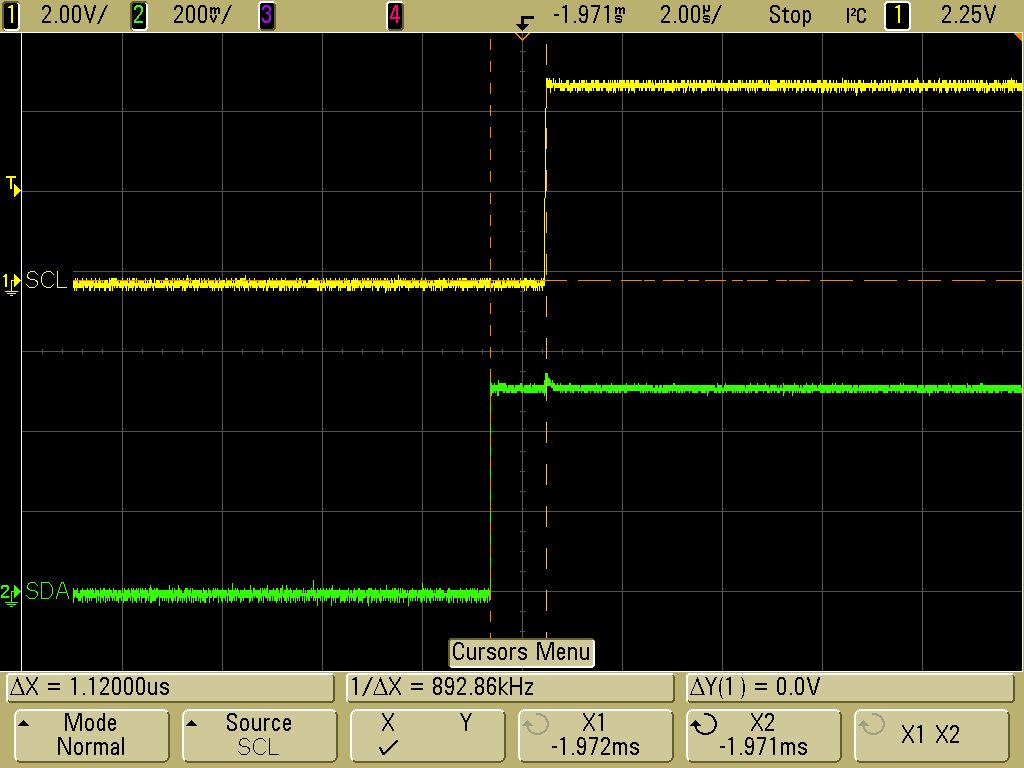 1 2.00V/ 2 200mV/ 3 4 -1.971ms 2.00µs/ Stop I²C 1 2.25V
T
1 SCL
2 SDA
Cursors Menu
ΔX = 1.12000us 1/ΔX = 892.86kHz ΔY(1) = 0.0V
Mode Source X Y X1 X2 X1 X2
Normal SCL ✓ -1.972ms -1.971ms